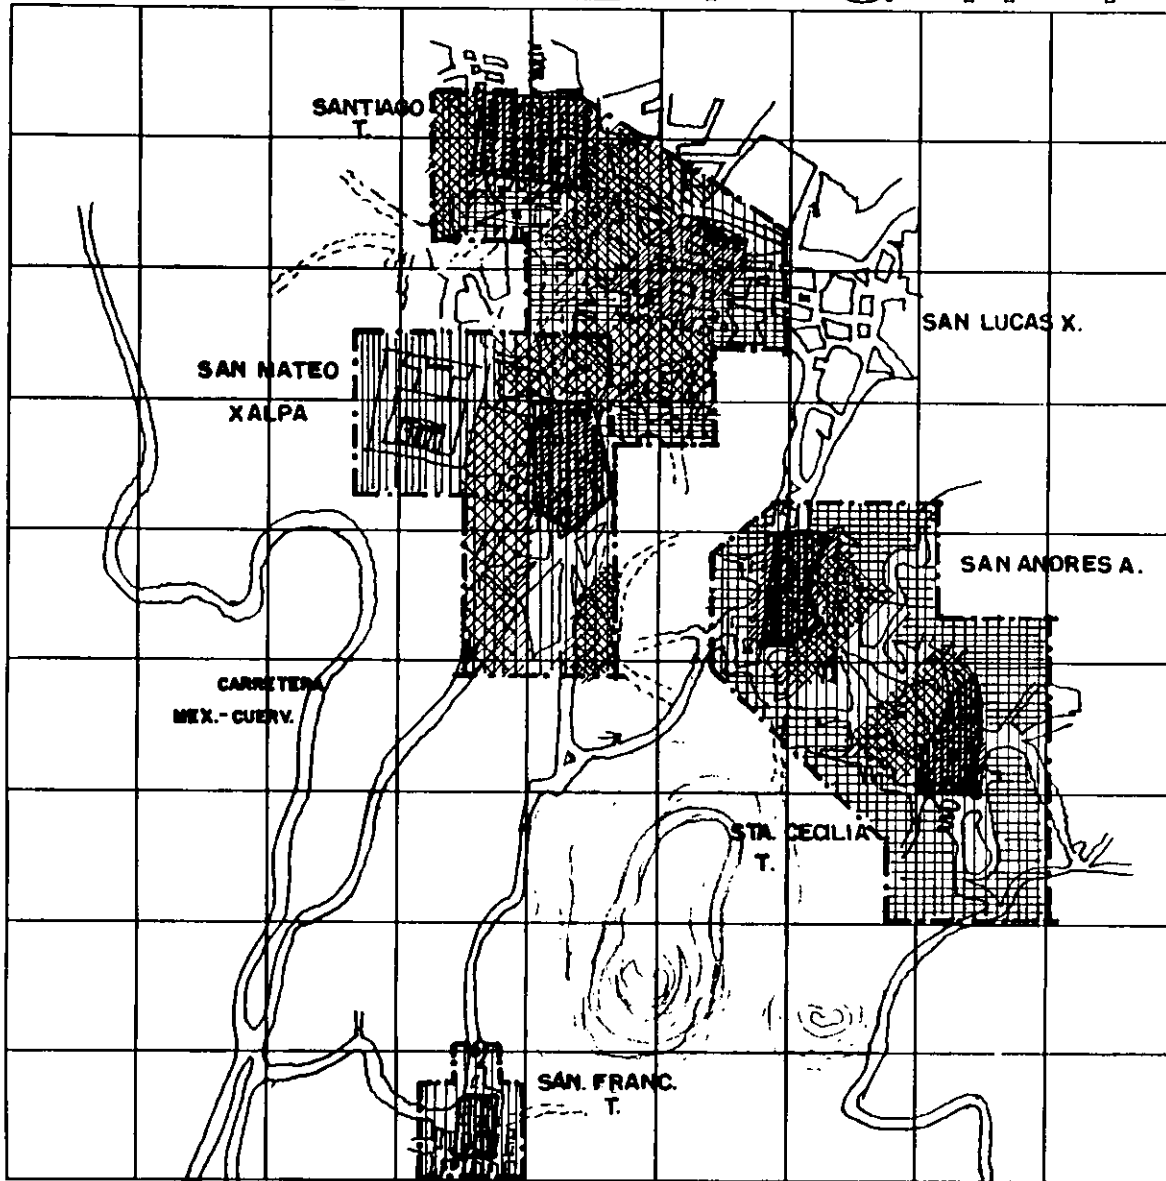 SANTIAGO
T.
SAN LUCAS X.
SAN MATEO
XALPA
SAN ANDRES A.
CARRETERA
MEX.-CUERV.
STA. CECILIA
T.
SAN. FRANC.
T.